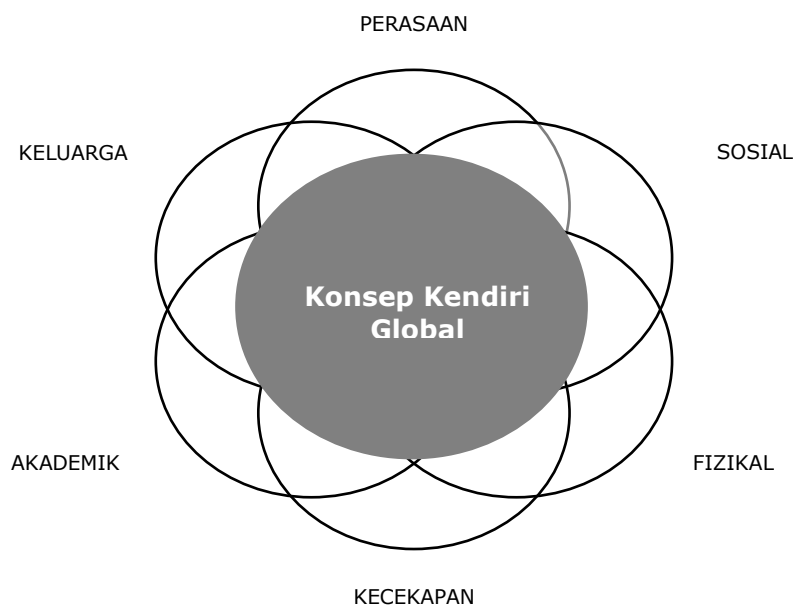 PERASAAN
KELUARGA
SOSIAL
Konsep Kendiri
Global
AKADEMIK
FIZIKAL
KECEKAPAN